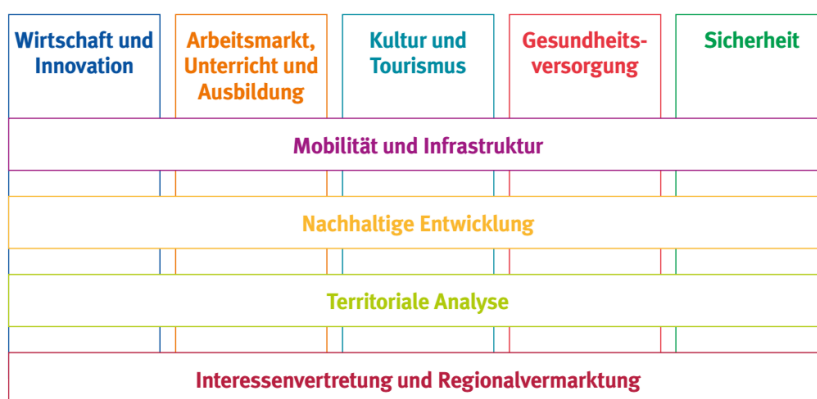 Wirtschaft und
Innovation
Arbeitsmarkt,
Unterricht und
Ausbildung
Kultur und
Tourismus
Gesundheits-
versorgung
Sicherheit
Mobilität und Infrastruktur
Nachhaltige Entwicklung
Territoriale Analyse
Interessenvertretung und Regionalvermarktung